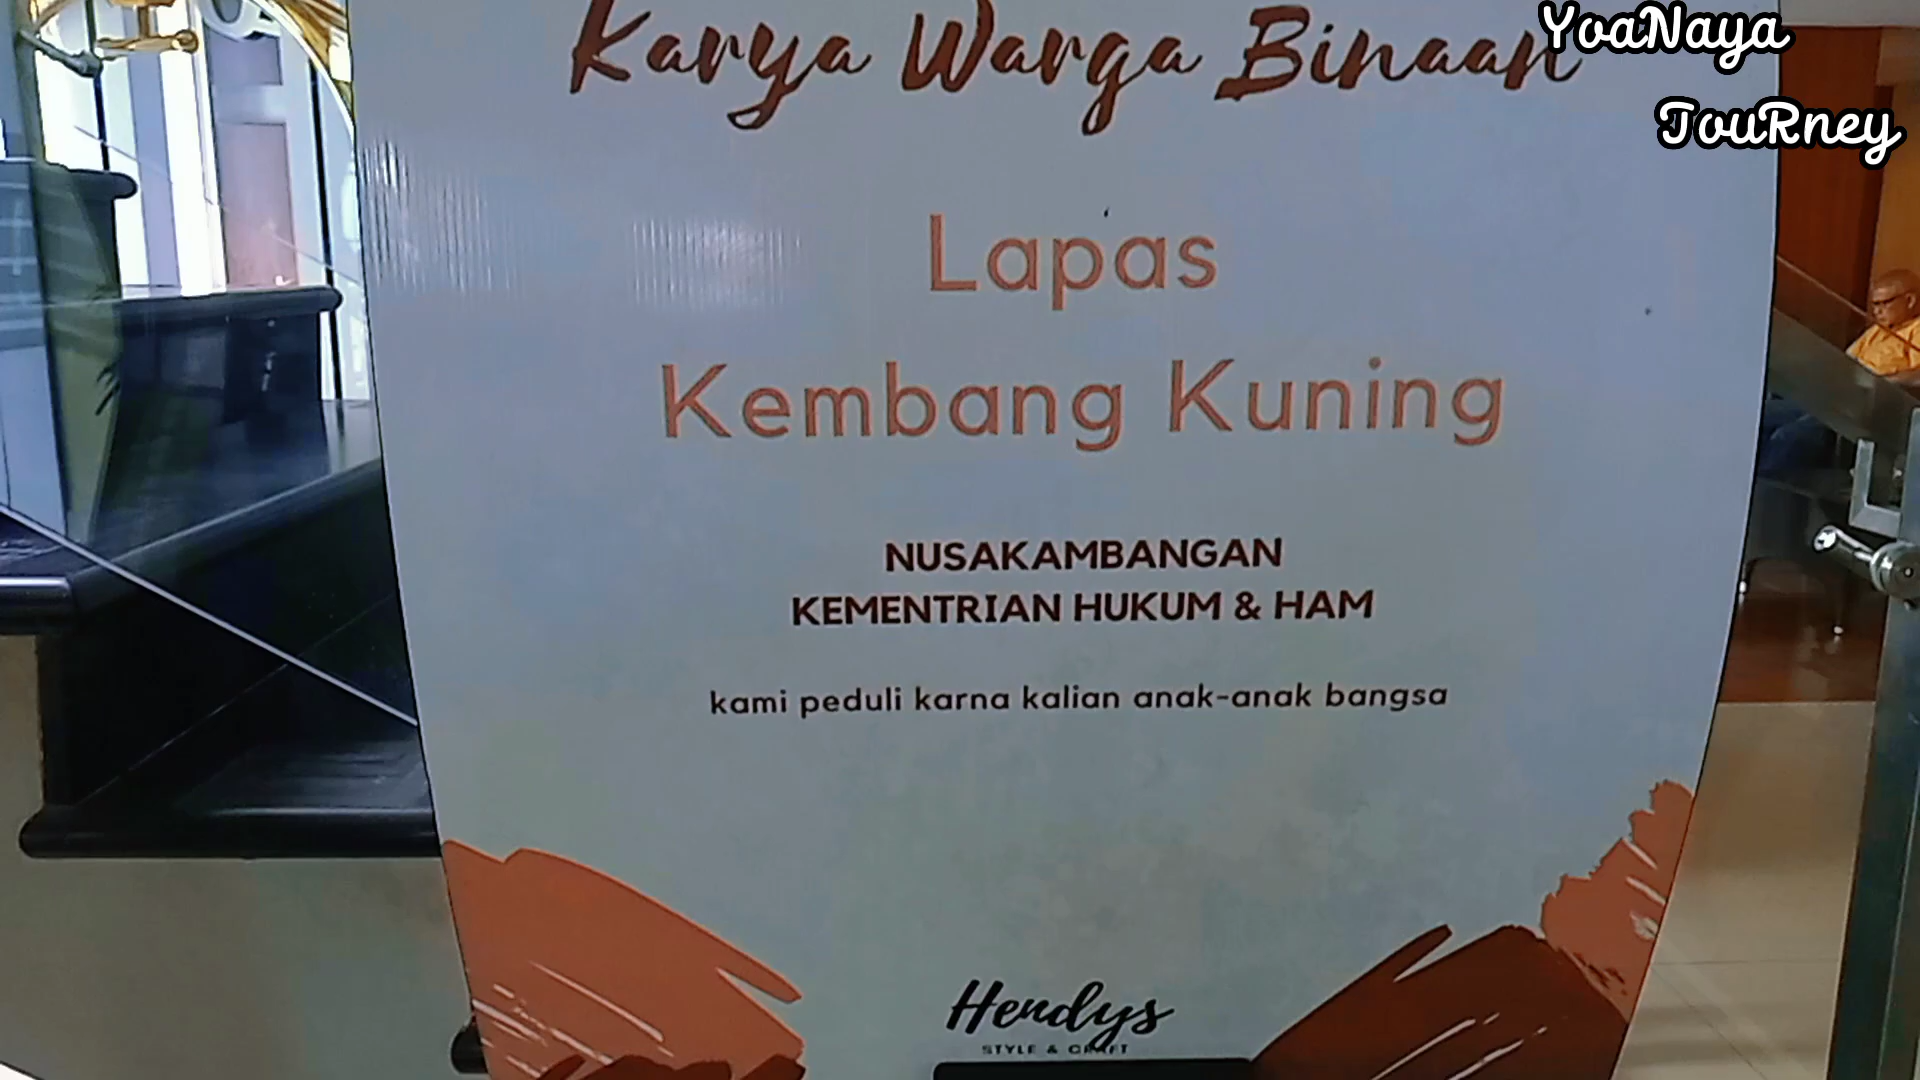 Karya Warga Binaan
YoaNaya
TouRney
Lapas
Kembang Kuning
NUSAKAMBANGAN
KEMENTRIAN HUKUM & HAM
kami peduli karna kalian anak-anak bangsa
Hendys
STYLE & CRAFT